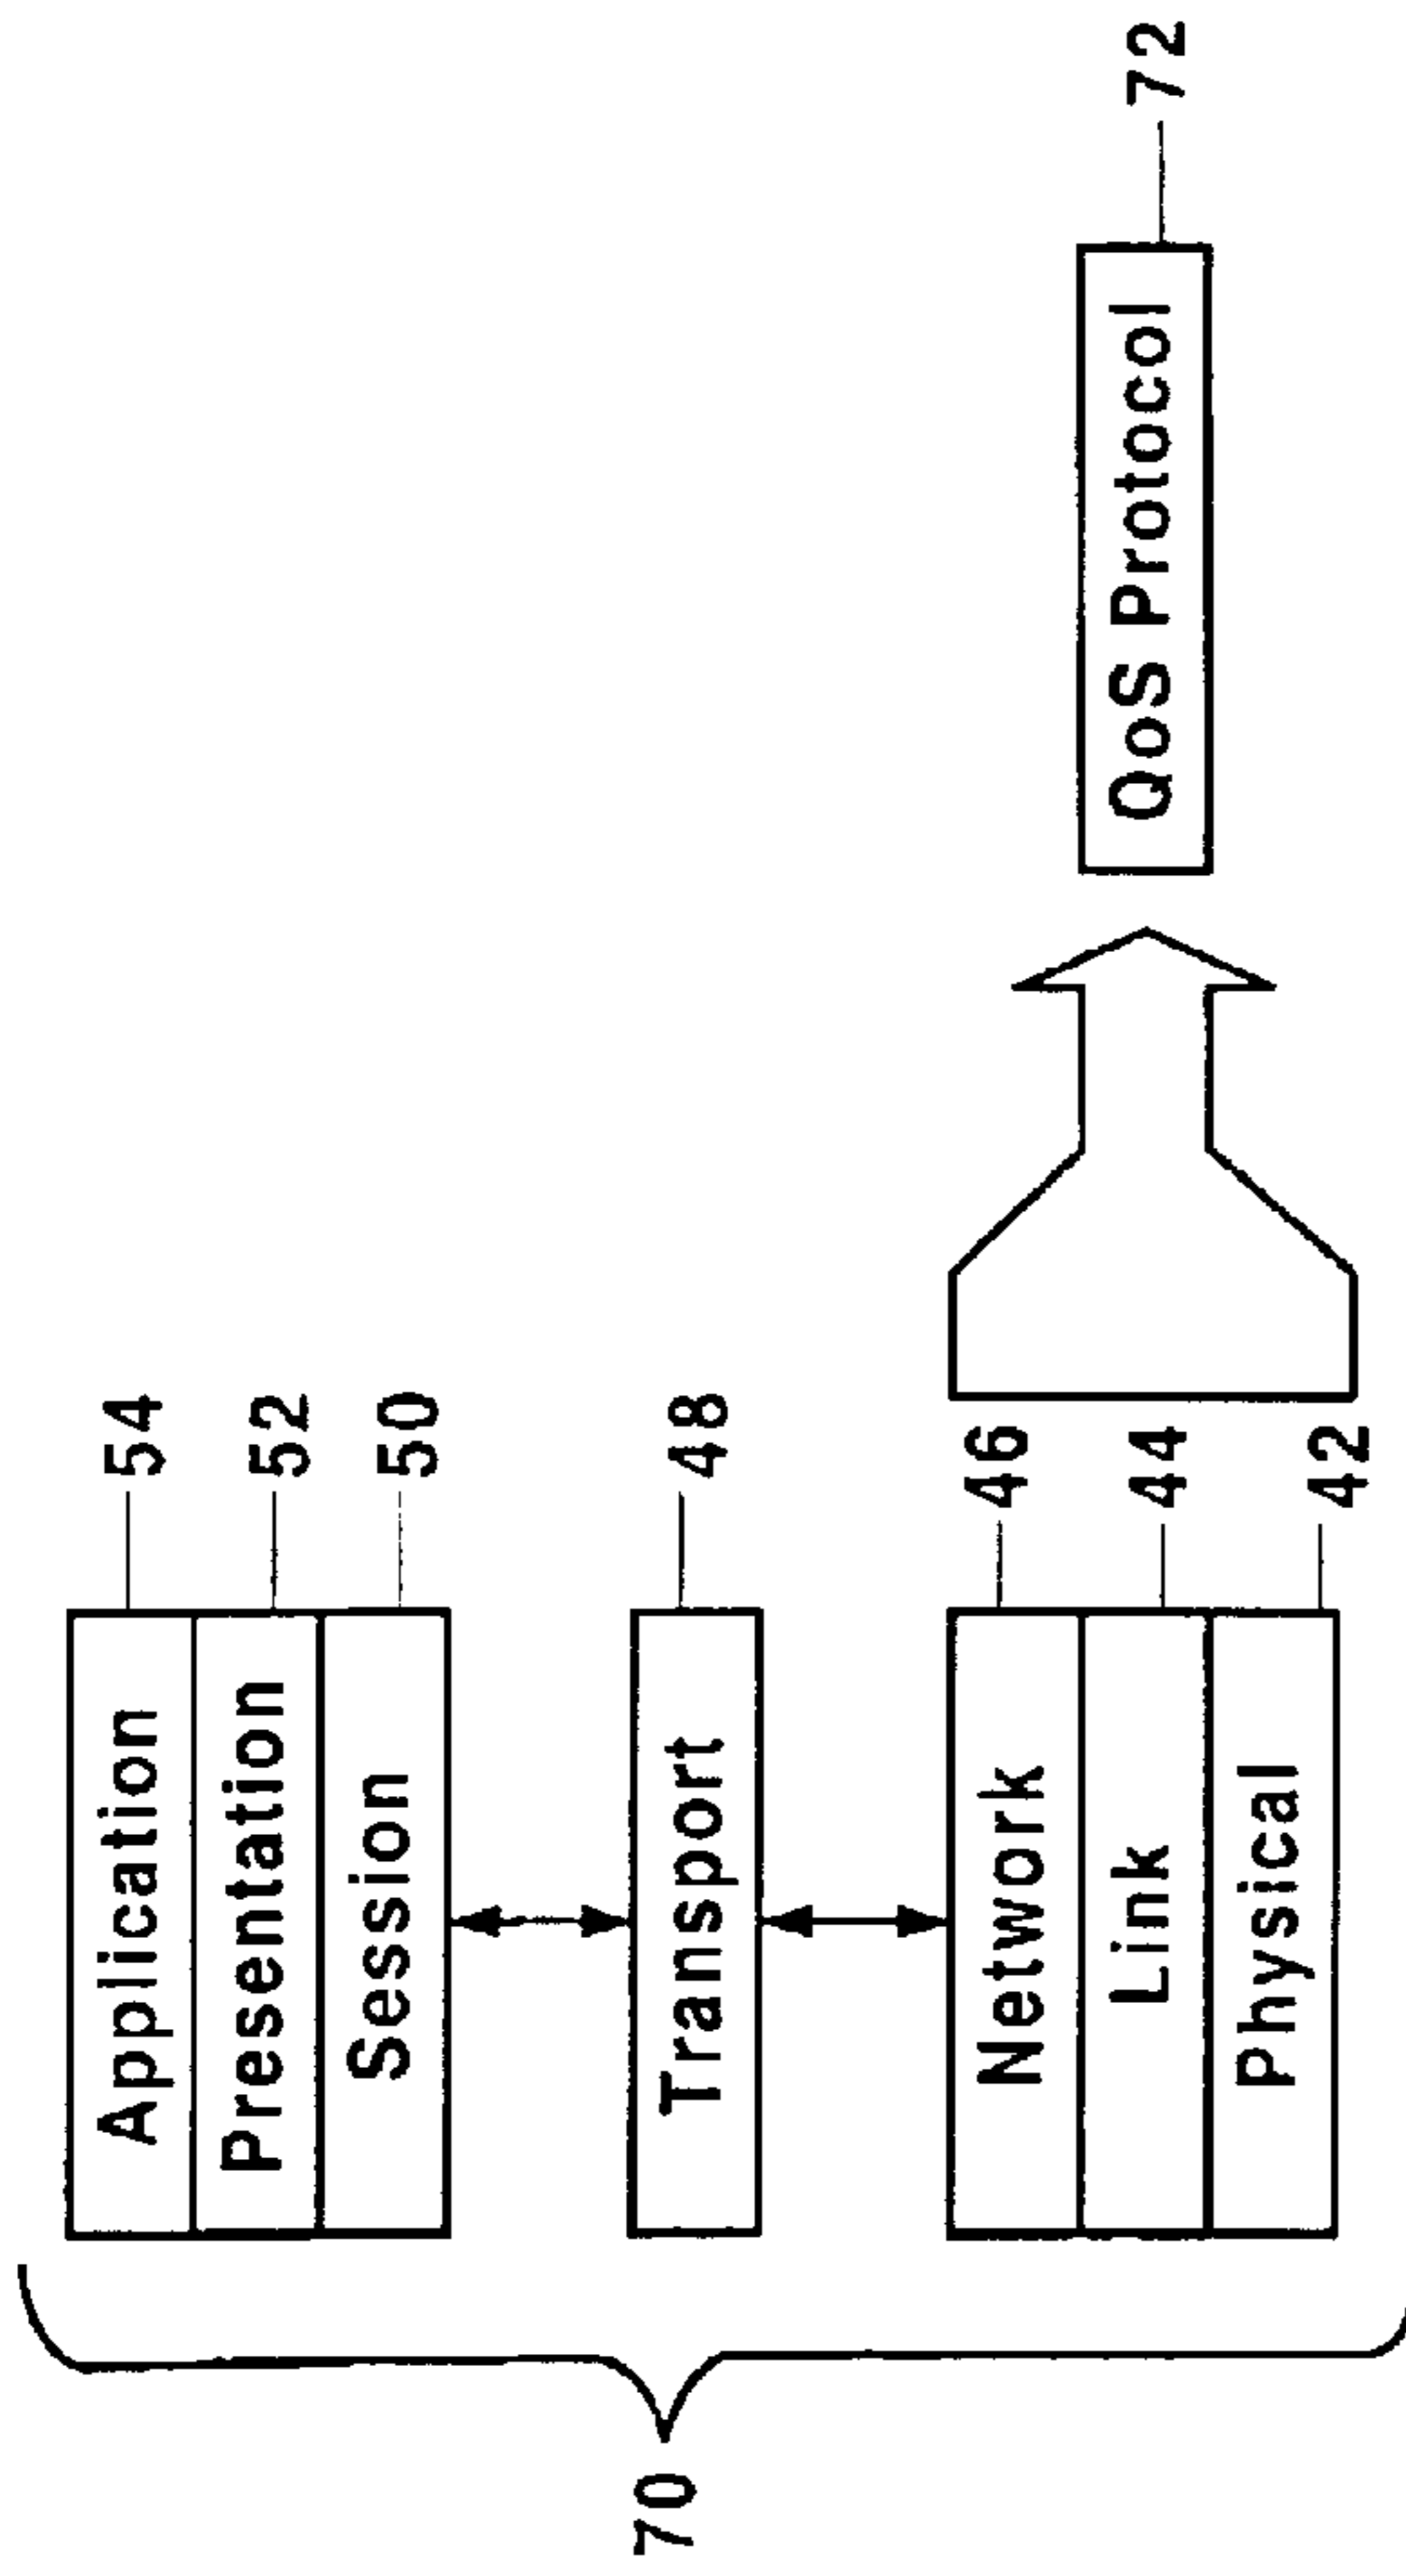 Application 54
Presentation 52
Session 50
Transport 48
70
Network 46
Link 44
Physical 42
QoS Protocol 72